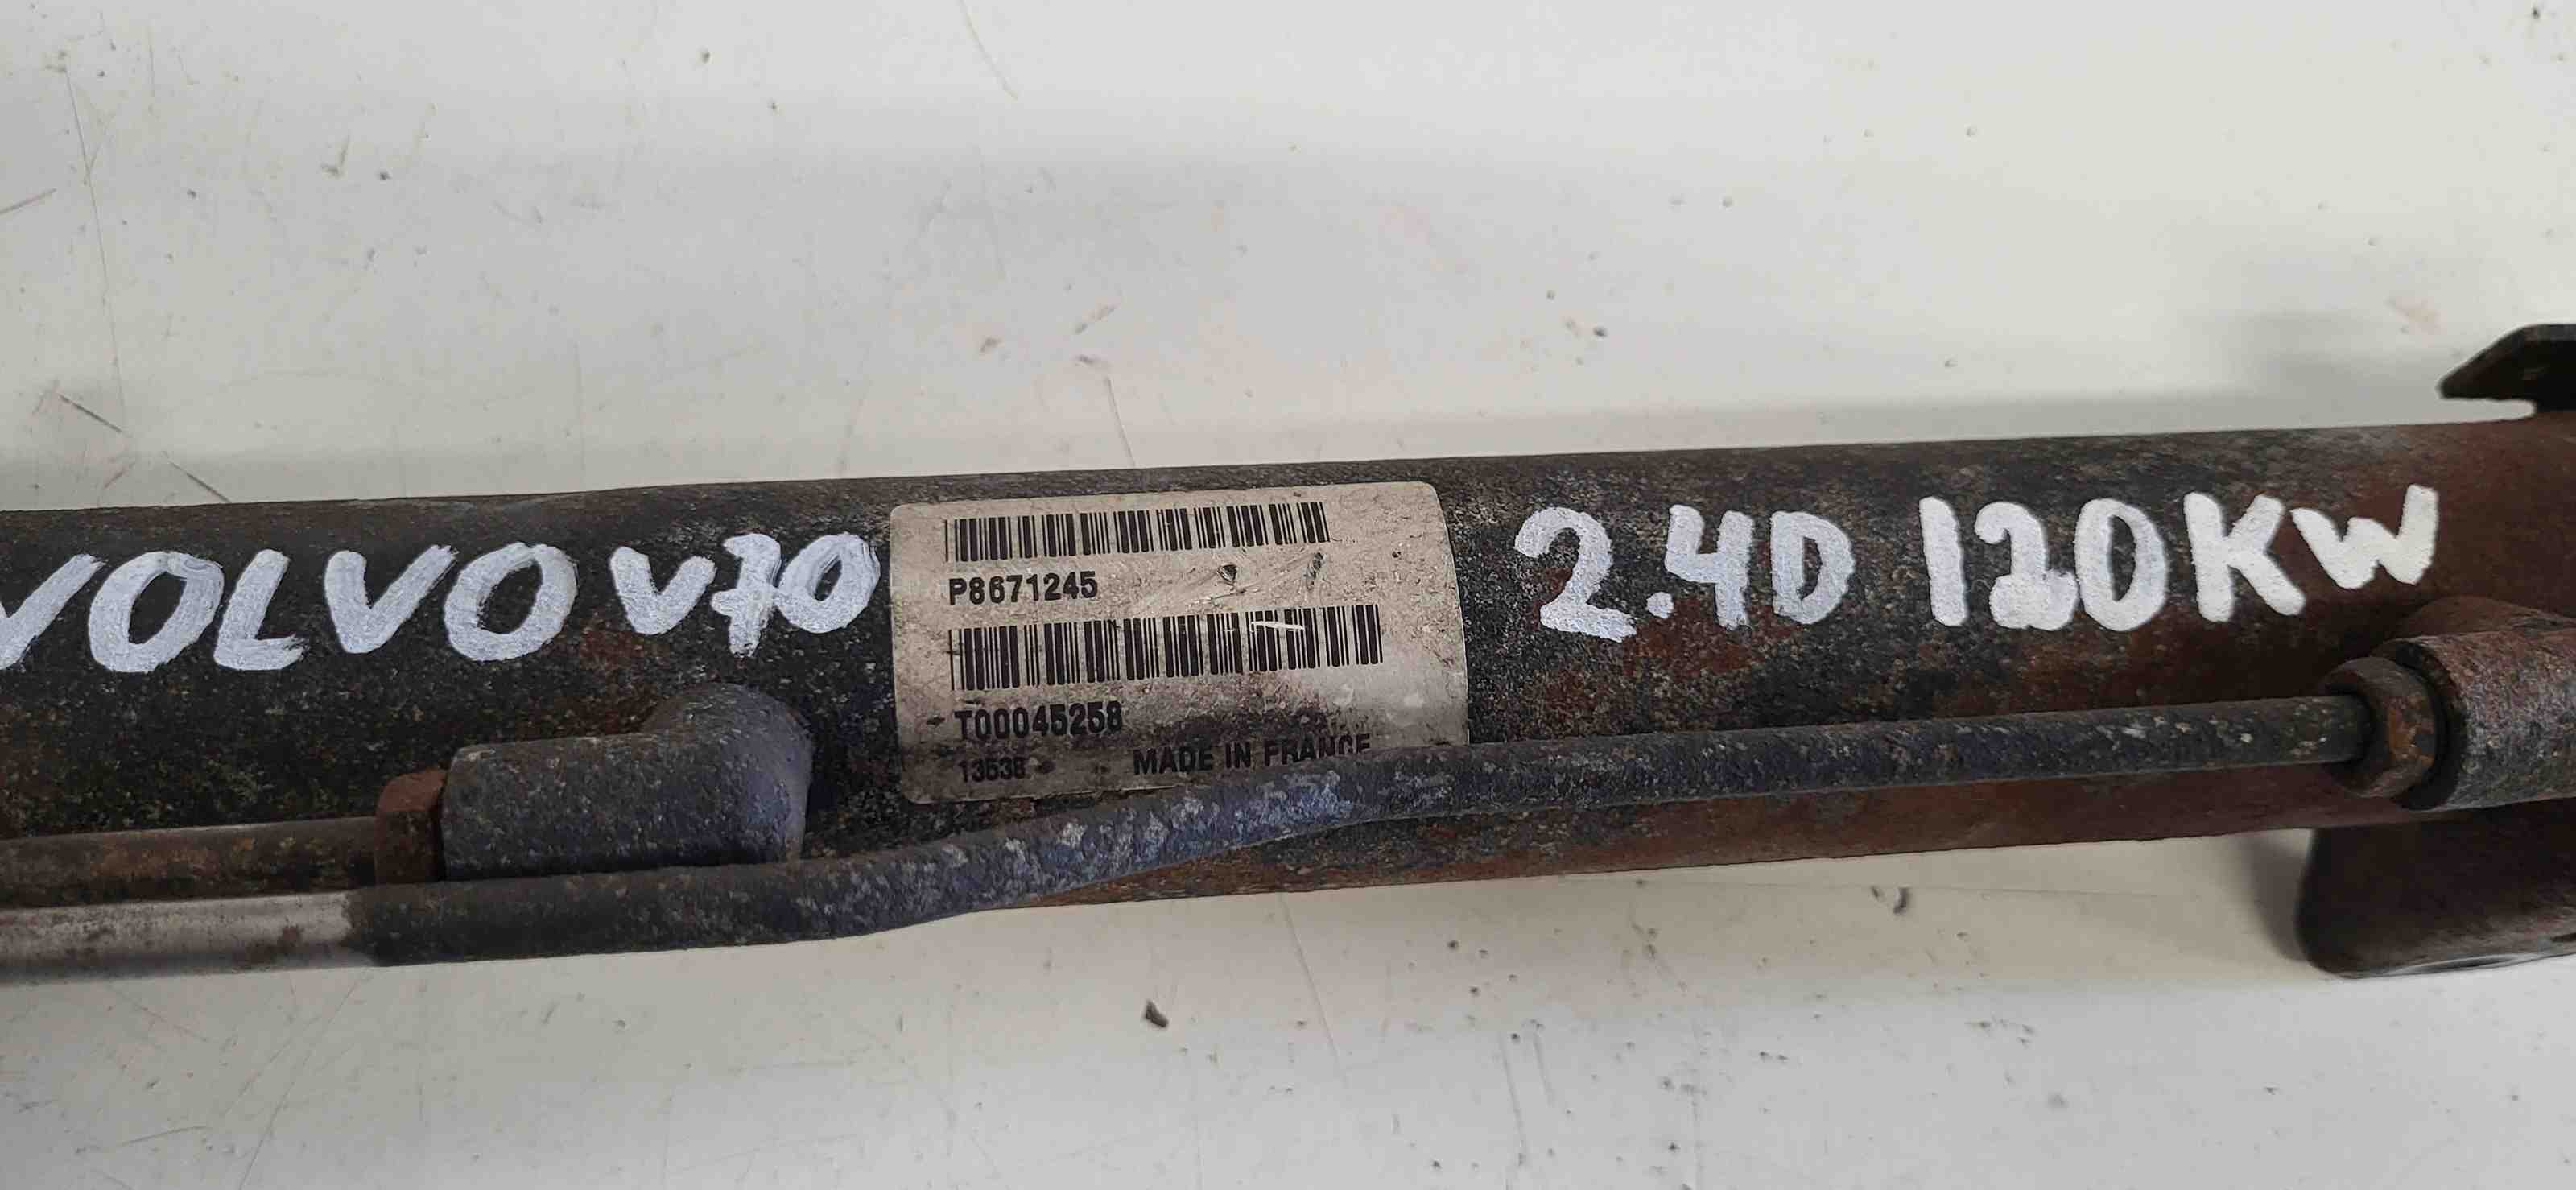 VOLVO V70
P8671245
T00045258
13538
MADE IN FRANCE
2.4D 120KW